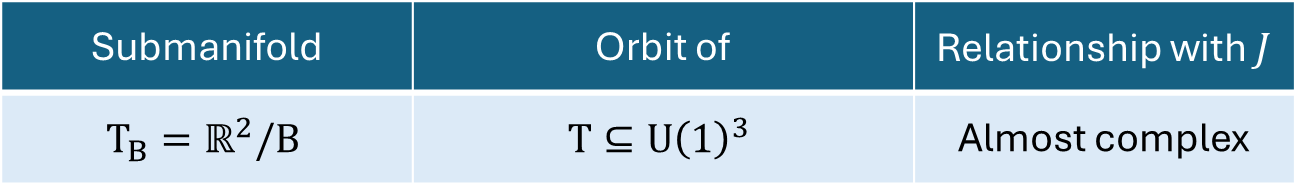 Submanifold Orbit of Relationship with J
T_B = ℝ²/B T ⊆ U(1)³ Almost complex